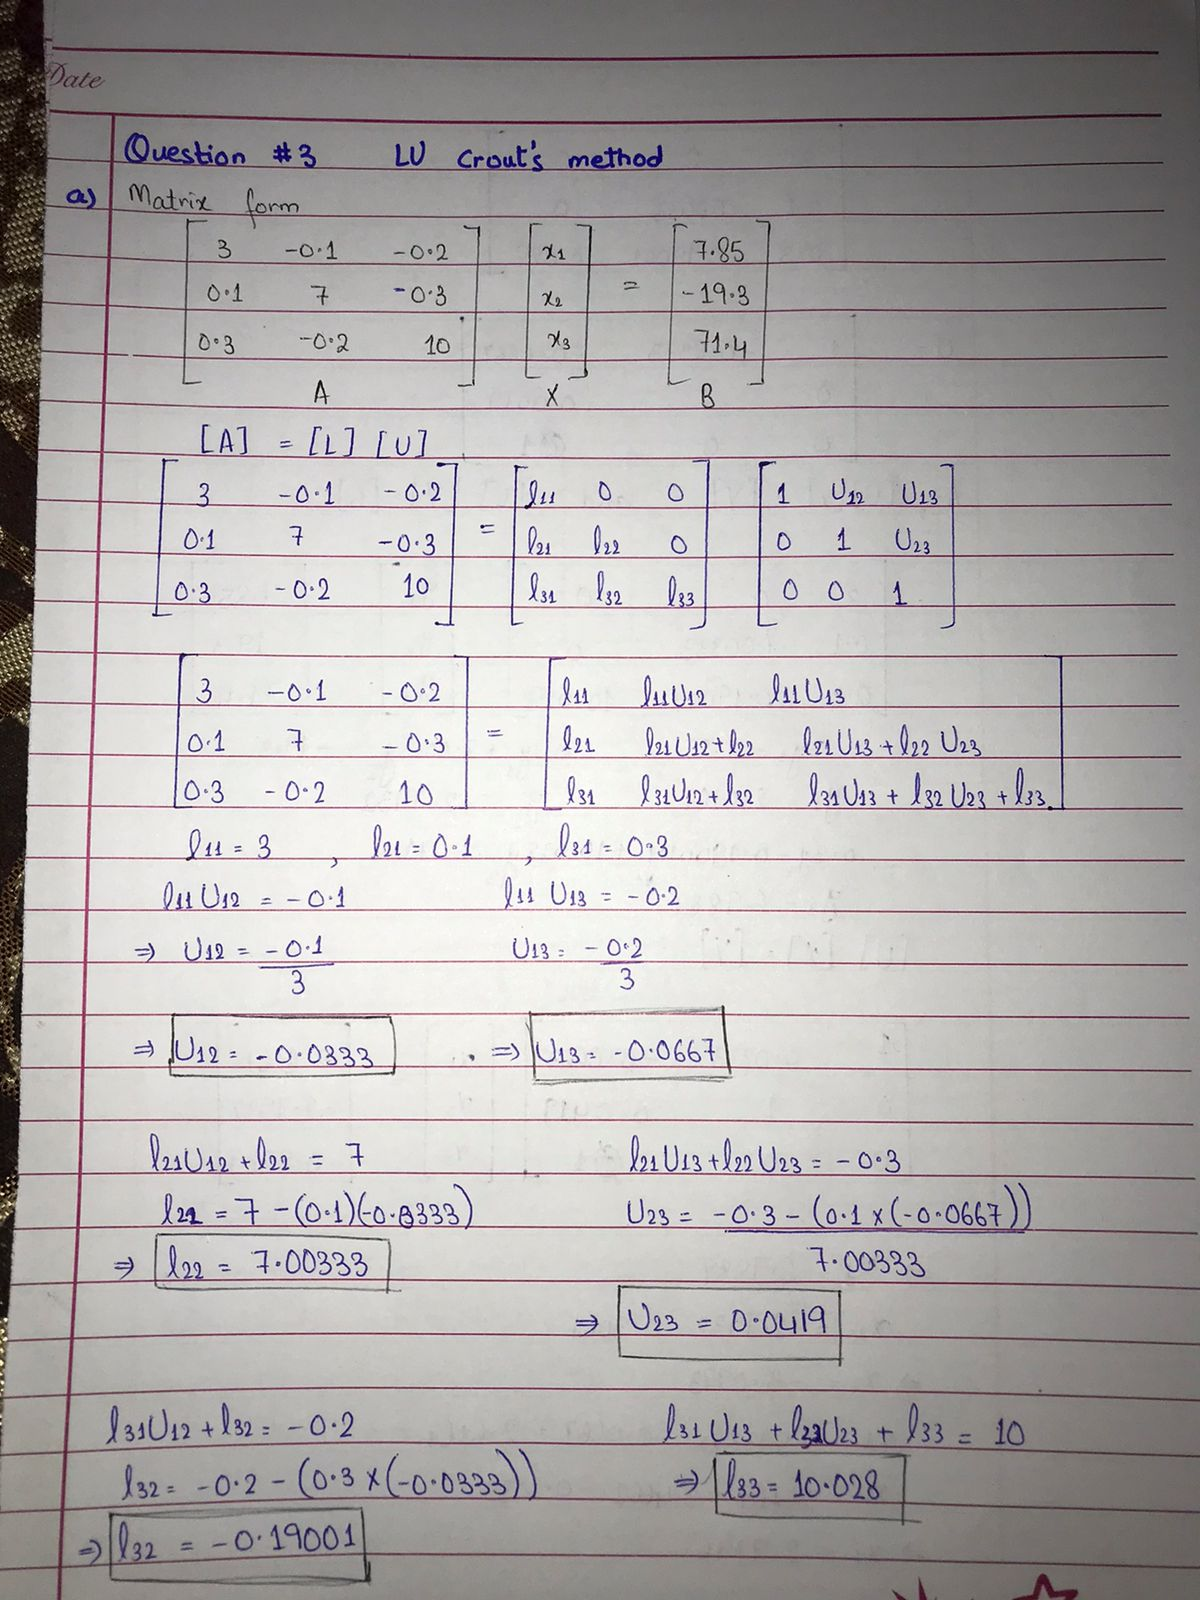 Date
Question #3 LU Crout's method
a) Matrix form
3 -0.1 -0.2 x1 7.85
0.1 7 -0.3 x2 = -19.3
0.3 -0.2 10 x3 71.4
A X B
[A] = [L] [U]
3 -0.1 -0.2 l11 0 0 1 U12 U13
0.1 7 -0.3 = l21 l22 0 0 1 U23
0.3 -0.2 10 l31 l32 l33 0 0 1
3 -0.1 -0.2 l11 l11U12 l11U13
0.1 7 -0.3 = l21 l21U12+l22 l21U13+l22U23
0.3 -0.2 10 l31 l31U12+l32 l31U13+l32U23+l33
l11 = 3 , l21 = 0.1 , l31 = 0.3
l11U12 = -0.1 l11 U13 = -0.2
⇒ U12 = -0.1 U13 = -0.2
3 3
⇒ U12 = -0.0333 ⇒ U13 = -0.0667
l21U12+l22 = 7 l21U13+l22U23 = -0.3
l22 = 7-(0.1)(-0.0333) U23 = -0.3-(0.1×(-0.0667))
⇒ l22 = 7.00333 7.00333
⇒ U23 = 0.0419
l31U12+l32 = -0.2 l31U13 + l32U23 + l33 = 10
l32 = -0.2-(0.3×(-0.0333)) ⇒ l33 = 10.028
⇒ l32 = -0.19001